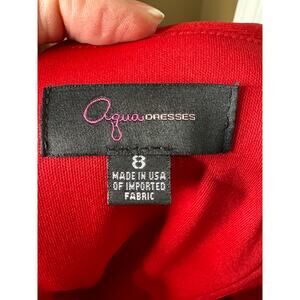 aqua DRESSES
8
MADE IN USA
OF IMPORTED
FABRIC